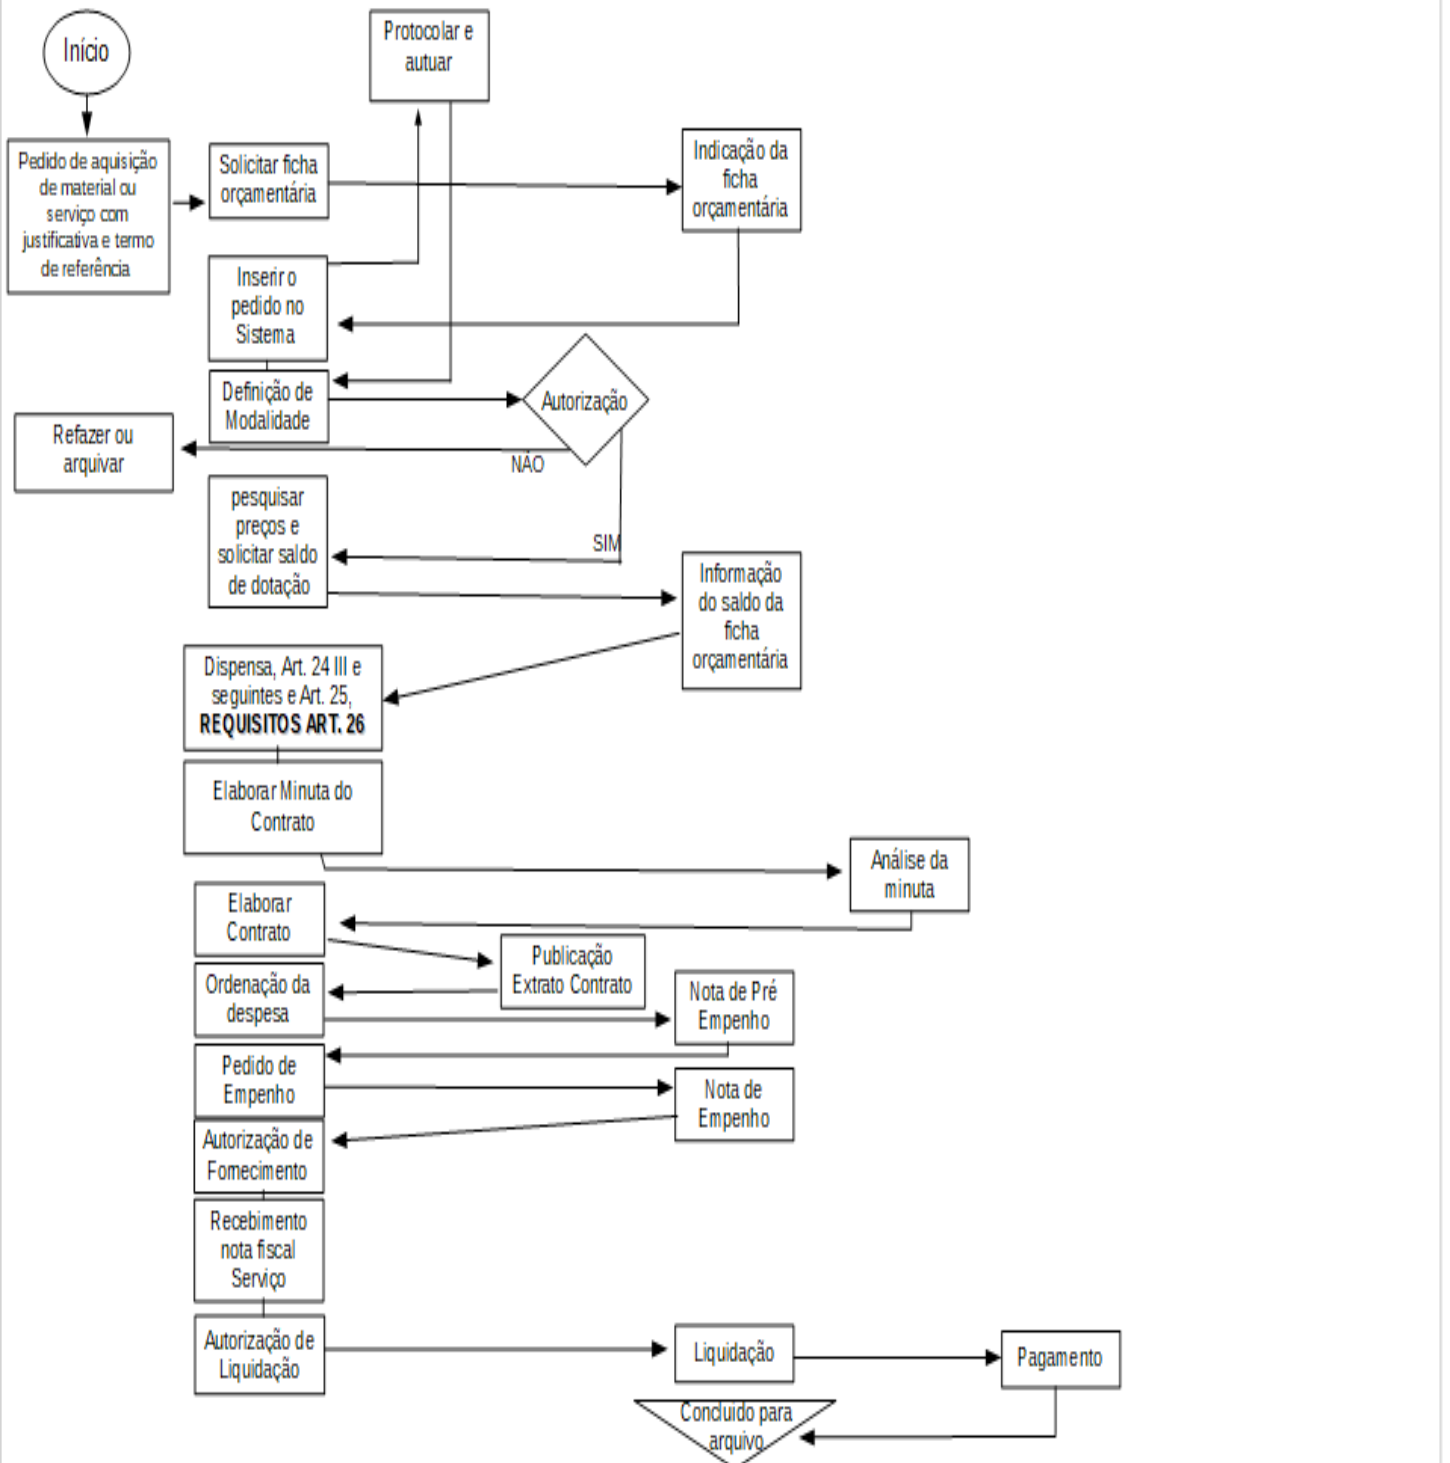 Início
Protocolar e
autuar
Pedido de aquisição
de material ou
serviço com
justificativa e termo
de referência
Solicitar ficha
orçamentária
Indicação da
ficha
orçamentária
Inserir o
pedido no
Sistema
Definição de
Modalidade
Autorização
Refazer ou
arquivar
NÃO
SIM
pesquisar
preços e
solicitar saldo
de dotação
Informação
do saldo da
ficha
orçamentária
Dispensa, Art. 24 III e
seguintes e Art. 25,
REQUISITOS ART. 26
Elaborar Minuta do
Contrato
Análise da
minuta
Elaborar
Contrato
Publicação
Extrato Contrato
Ordenação da
despesa
Nota de Pré
Empenho
Pedido de
Empenho
Nota de
Empenho
Autorização de
Fornecimento
Recebimento
nota fiscal
Serviço
Autorização de
Liquidação
Liquidação
Pagamento
Concluido para
arquivo